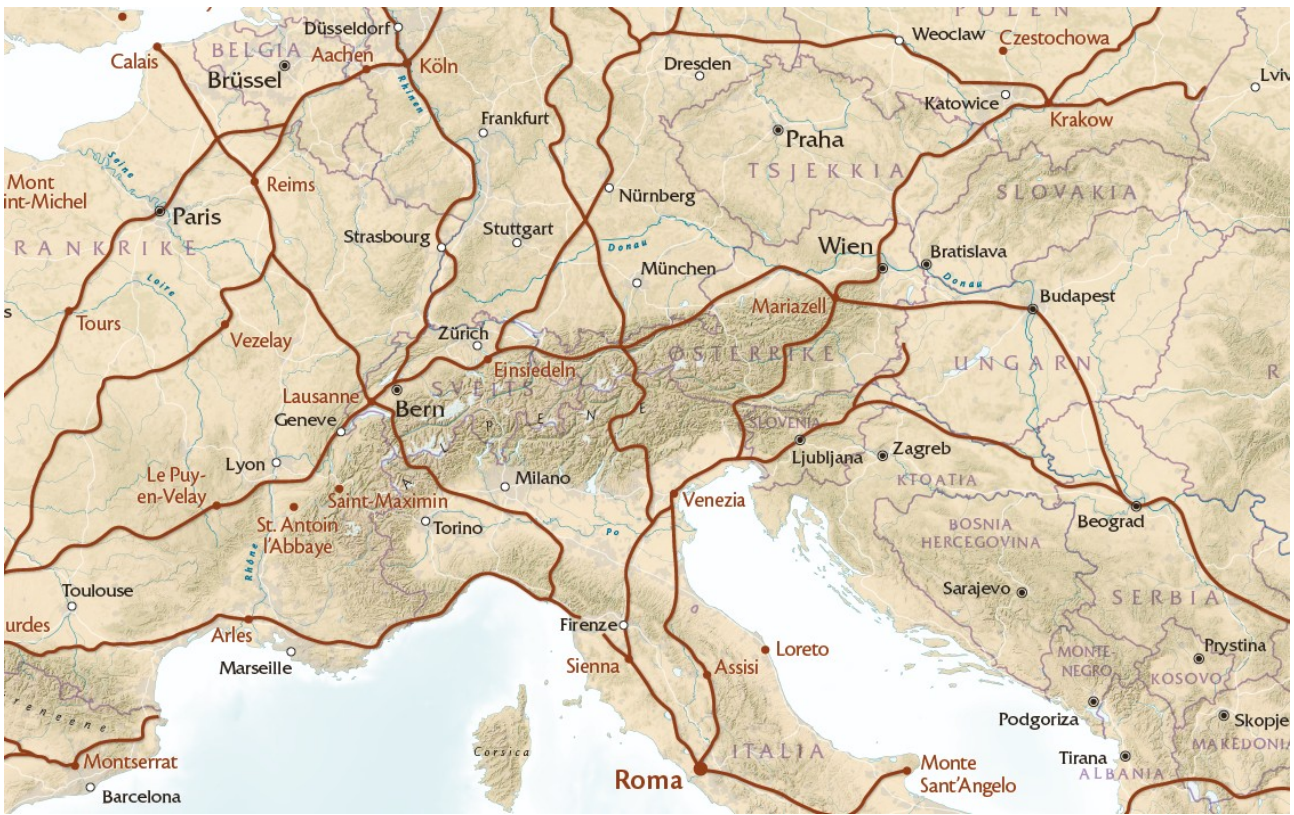 POLEN
Düsseldorf
Weoclaw
Czestochowa
Calais
BELGIA
Aachen
Köln
Brüssel
Dresden
Lviv
Rhinen
Katowice
Krakow
Frankfurt
Praha
TSJEKKIA
Seine
Mont
int-Michel
Reims
Nürnberg
SLOVAKIA
Paris
RANKRIKE
Strasbourg
Stuttgart
Donau
Wien
Bratislava
Loire
München
Donau
s
Tours
Mariazell
Budapest
Vezelay
Zürich
Einsiedeln
ØSTERRIKE
UNGARN
R
Lausanne
SVEITS
Bern
Geneve
ALPENE
SLOVENIA
Ljubljana
Zagreb
KROATIA
Lyon
Le Puy-
en-Velay
Saint-Maximin
Milano
Venezia
St. Antoin
l'Abbaye
Torino
Po
Beograd
BOSNIA
HERCEGOVINA
Rhône
Toulouse
Sarajevo
SERBIA
urdes
Arles
Firenze
Marseille
Sienna
Assisi
Loreto
MONTE-
NEGRO
Prystina
KOSOVO
reneene
Podgoriza
Skopje
Corsica
ITALIA
Tirana
MAKEDONIA
ALBANIA
Montserrat
Roma
Monte
Sant'Angelo
Barcelona